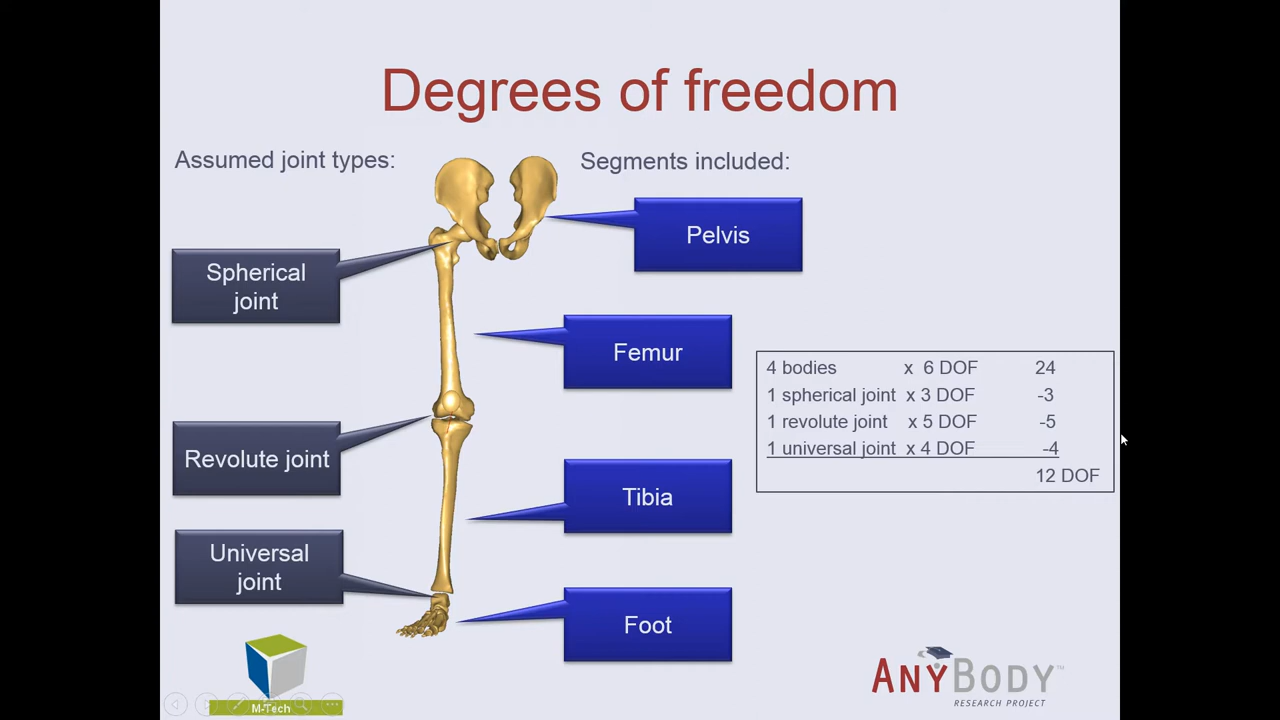 Degrees of freedom
Assumed joint types:
Segments included:
Pelvis
Spherical
joint
Femur
4 bodies x 6 DOF 24
1 spherical joint x 3 DOF -3
1 revolute joint x 5 DOF -5
1 universal joint x 4 DOF -4
12 DOF
Revolute joint
Tibia
Universal
joint
Foot
M-Tech
ANYBODY™
RESEARCH PROJECT